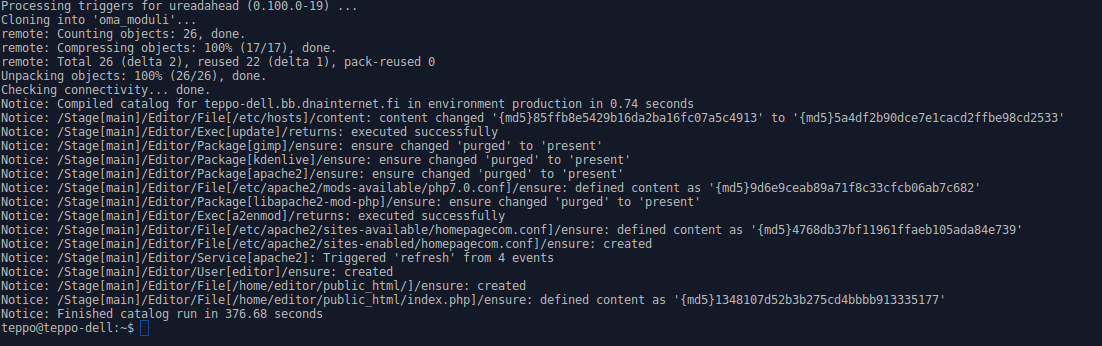 Processing triggers for ureadahead (0.100.0-19) ...
Cloning into 'oma_moduli'...
remote: Counting objects: 26, done.
remote: Compressing objects: 100% (17/17), done.
remote: Total 26 (delta 2), reused 22 (delta 1), pack-reused 0
Unpacking objects: 100% (26/26), done.
Checking connectivity... done.
Notice: Compiled catalog for teppo-dell.bb.dnainternet.fi in environment production in 0.74 seconds
Notice: /Stage[main]/Editor/File[/etc/hosts]/content: content changed '{md5}85ffb8e5429b16da2ba16fc07a5c4913' to '{md5}5a4df2b90dce7e1cacd2ffbe98cd2533'
Notice: /Stage[main]/Editor/Exec[update]/returns: executed successfully
Notice: /Stage[main]/Editor/Package[gimp]/ensure: ensure changed 'purged' to 'present'
Notice: /Stage[main]/Editor/Package[kdenlive]/ensure: ensure changed 'purged' to 'present'
Notice: /Stage[main]/Editor/Package[apache2]/ensure: ensure changed 'purged' to 'present'
Notice: /Stage[main]/Editor/File[/etc/apache2/mods-available/php7.0.conf]/ensure: defined content as '{md5}9d6e9ceab89a71f8c33cfcb06ab7c682'
Notice: /Stage[main]/Editor/Package[libapache2-mod-php]/ensure: ensure changed 'purged' to 'present'
Notice: /Stage[main]/Editor/Exec[a2enmod]/returns: executed successfully
Notice: /Stage[main]/Editor/File[/etc/apache2/sites-available/homepagecom.conf]/ensure: defined content as '{md5}4768db37bf11961ffaeb105ada84e739'
Notice: /Stage[main]/Editor/File[/etc/apache2/sites-enabled/homepagecom.conf]/ensure: created
Notice: /Stage[main]/Editor/Service[apache2]: Triggered 'refresh' from 4 events
Notice: /Stage[main]/Editor/User[editor]/ensure: created
Notice: /Stage[main]/Editor/File[/home/editor/public_html/]/ensure: created
Notice: /Stage[main]/Editor/File[/home/editor/public_html/index.php]/ensure: defined content as '{md5}1348107d52b3b275cd4bbbb913335177'
Notice: Finished catalog run in 376.68 seconds
teppo@teppo-dell:~$